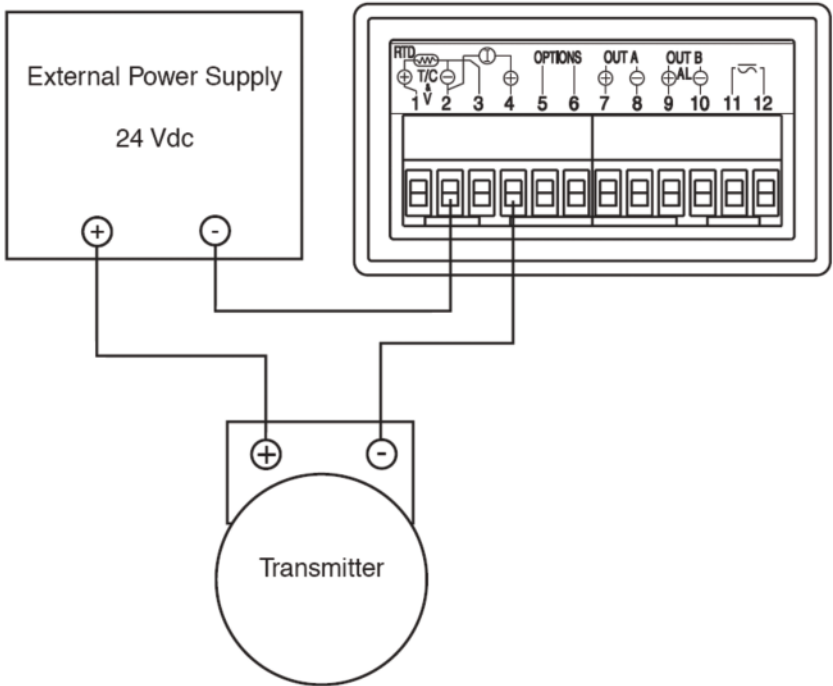 External Power Supply
24 Vdc
+
-
RTD
I
OPTIONS
OUT A
OUT B
+ T/C - + + - + AL -
&
V
1 2 3 4 5 6 7 8 9 10 11 12
+
-
Transmitter